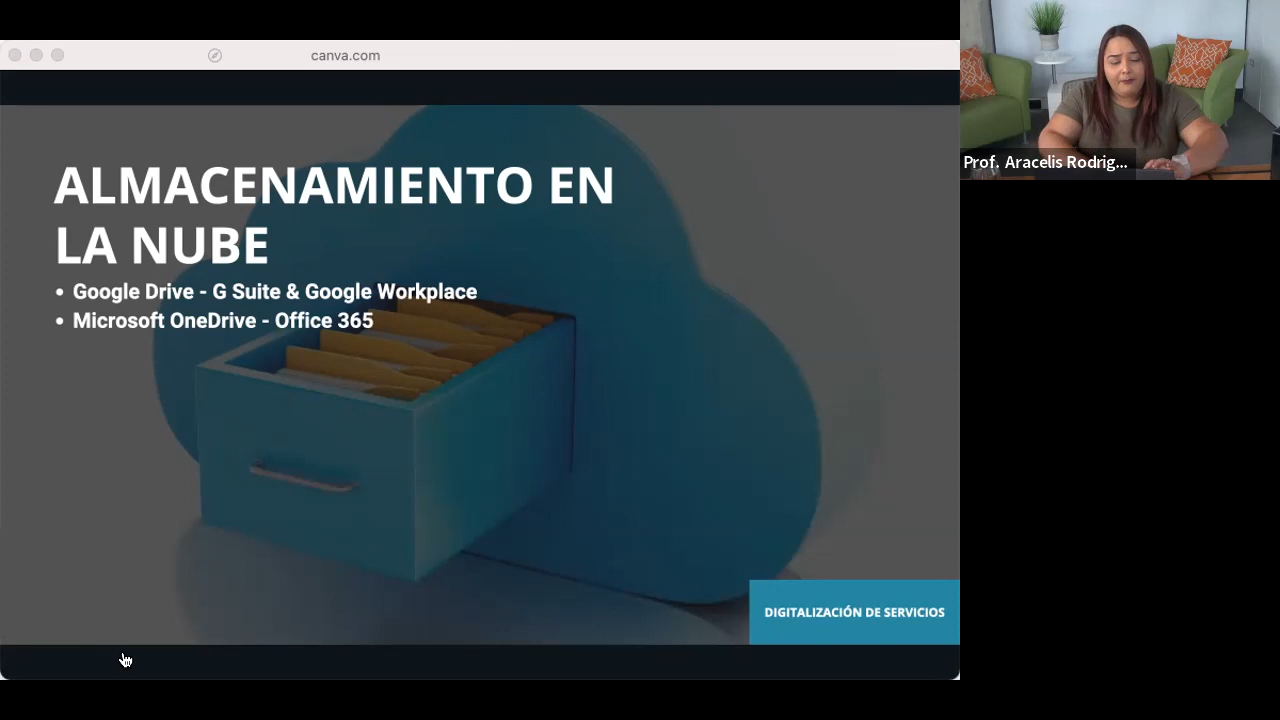 canva.com
ALMACENAMIENTO EN
LA NUBE
• Google Drive - G Suite & Google Workplace
• Microsoft OneDrive - Office 365
DIGITALIZACIÓN DE SERVICIOS
Prof. Aracelis Rodrig...